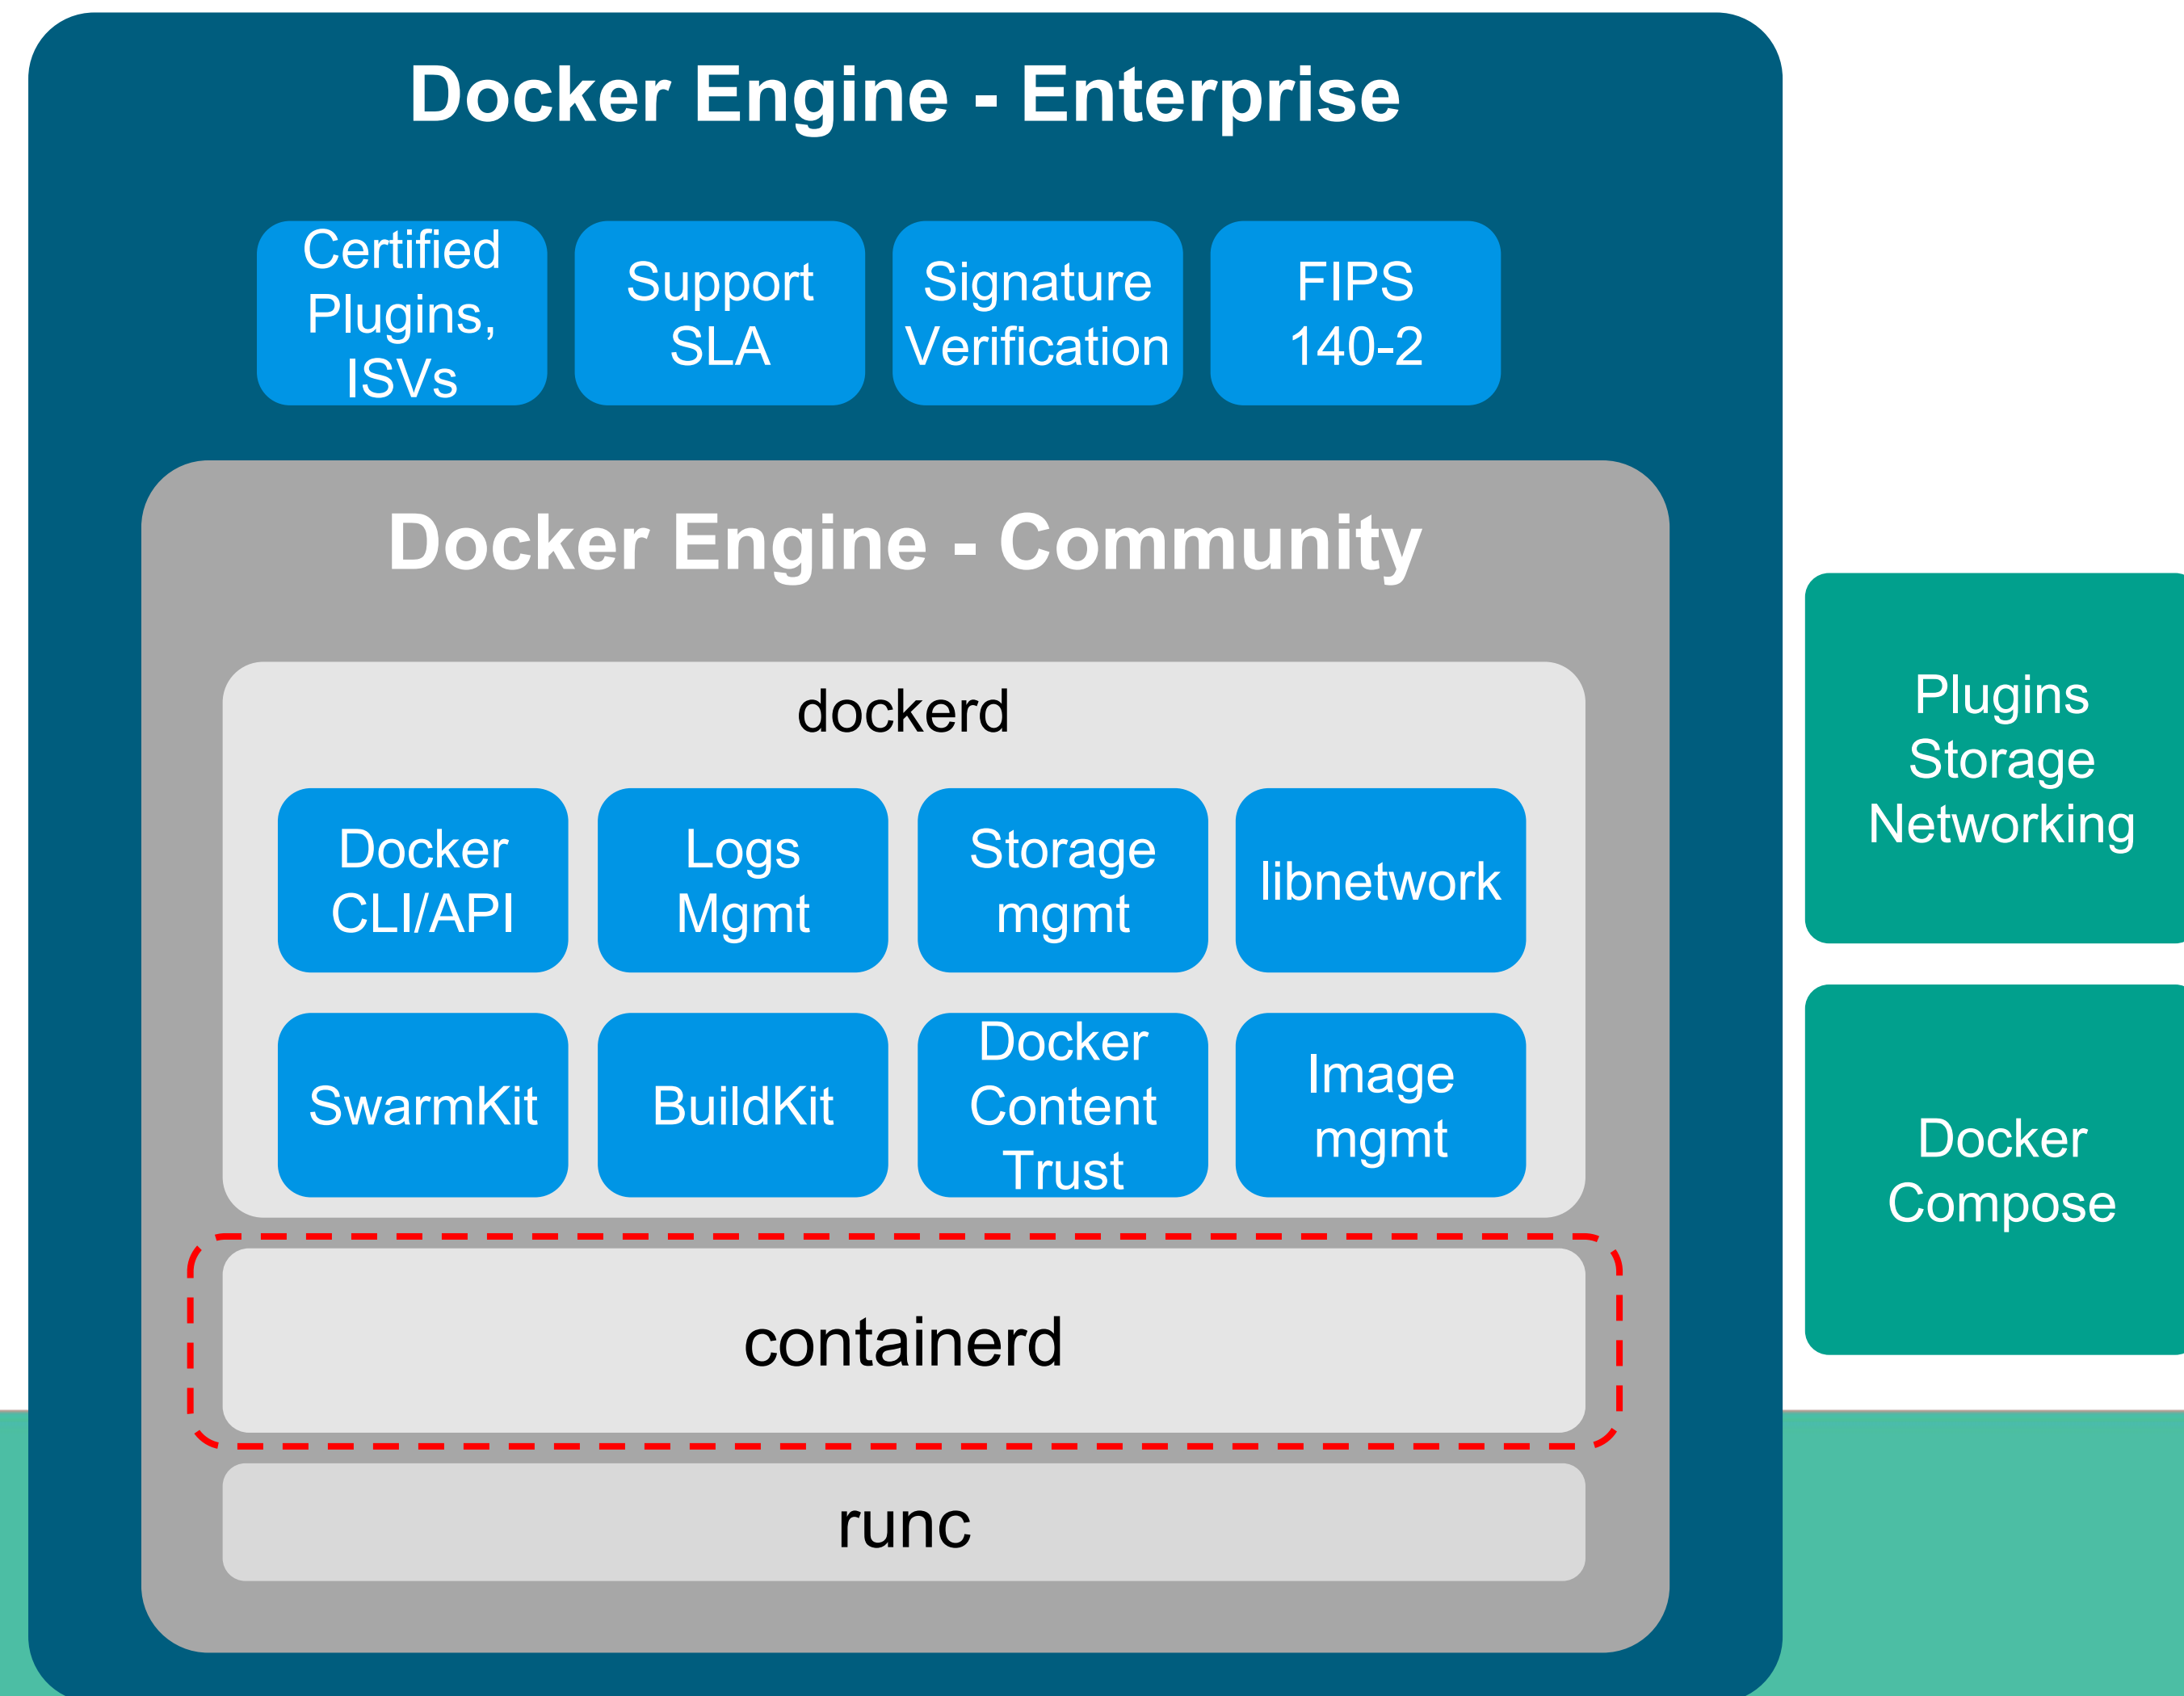 Docker Engine - Enterprise
Certified
Plugins,
ISVs
Support
SLA
Signature
Verification
FIPS
140-2
Docker Engine - Community
dockerd
Docker
CLI/API
Logs
Mgmt
Storage
mgmt
libnetwork
SwarmKit
BuildKit
Docker
Content
Trust
Image
mgmt
containerd
runc
Plugins
Storage
Networking
Docker
Compose